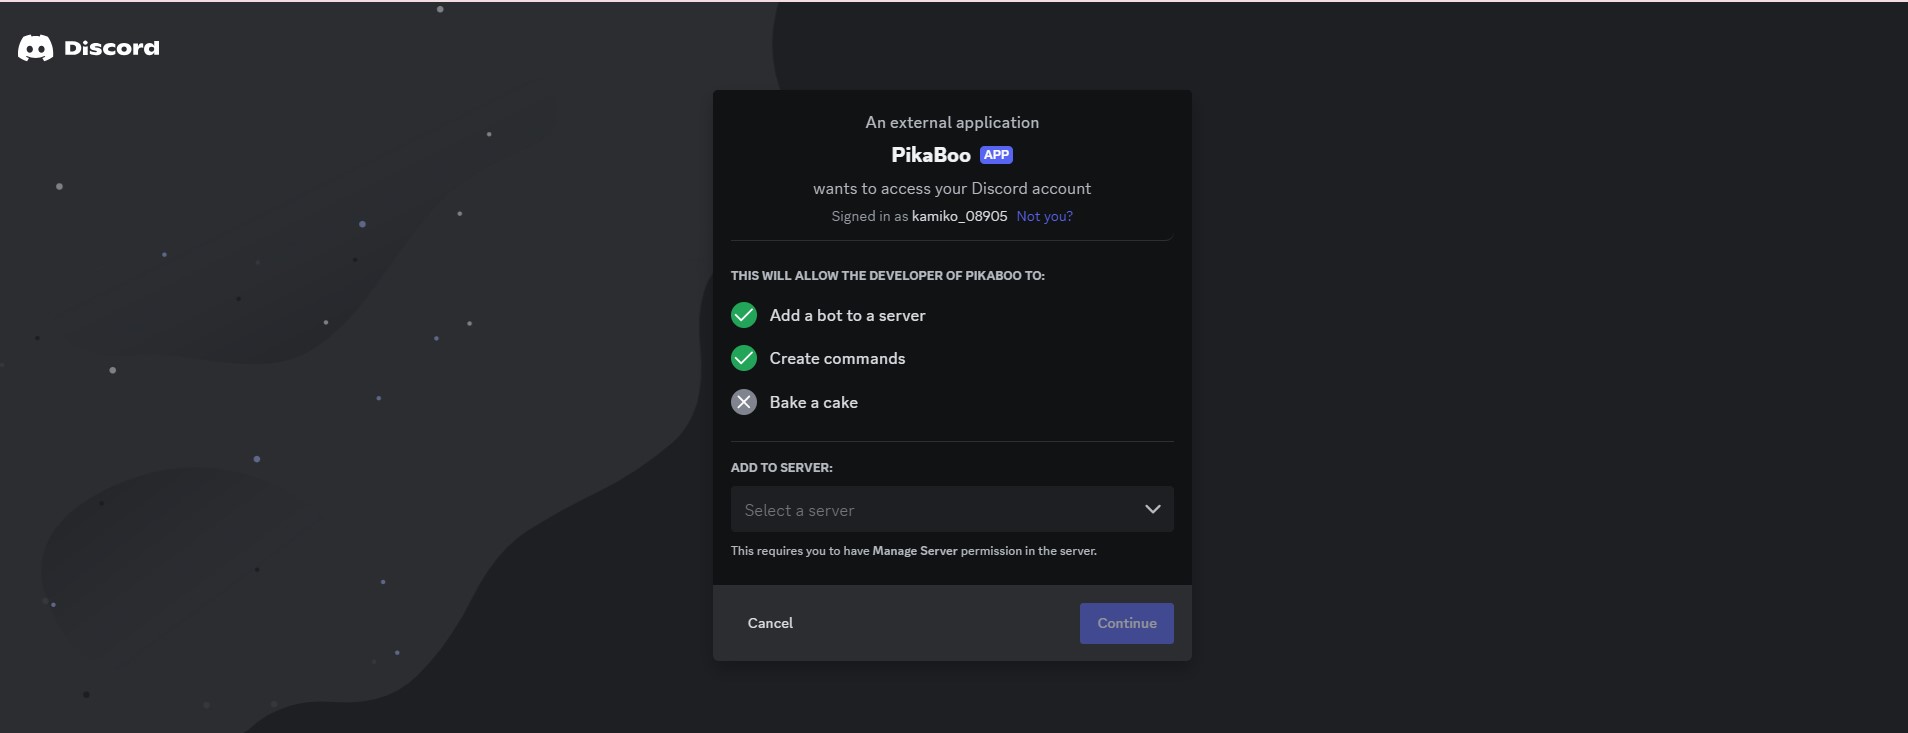 Discord
An external application
PikaBoo APP
wants to access your Discord account
Signed in as kamiko_08905 Not you?
THIS WILL ALLOW THE DEVELOPER OF PIKABOO TO:
Add a bot to a server
Create commands
Bake a cake
ADD TO SERVER:
Select a server
This requires you to have Manage Server permission in the server.
Cancel Continue